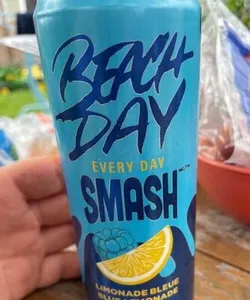 BEACH
DAY
EVERY DAY
SMASH
LIMONADE BLEUE
BLUE LEMONADE